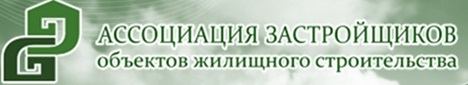 АССОЦИАЦИЯ ЗАСТРОЙЩИКОВ
объектов жилищного строительства